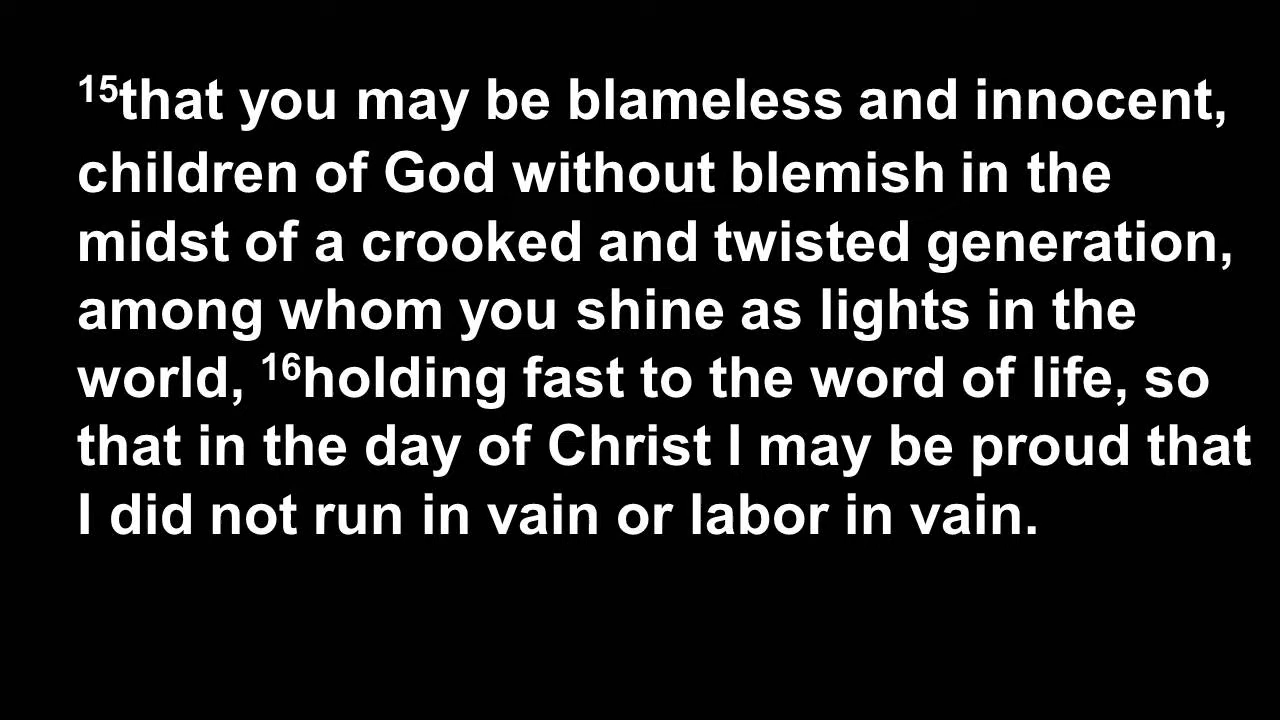 15that you may be blameless and innocent,
children of God without blemish in the
midst of a crooked and twisted generation,
among whom you shine as lights in the
world, 16holding fast to the word of life, so
that in the day of Christ I may be proud that
I did not run in vain or labor in vain.